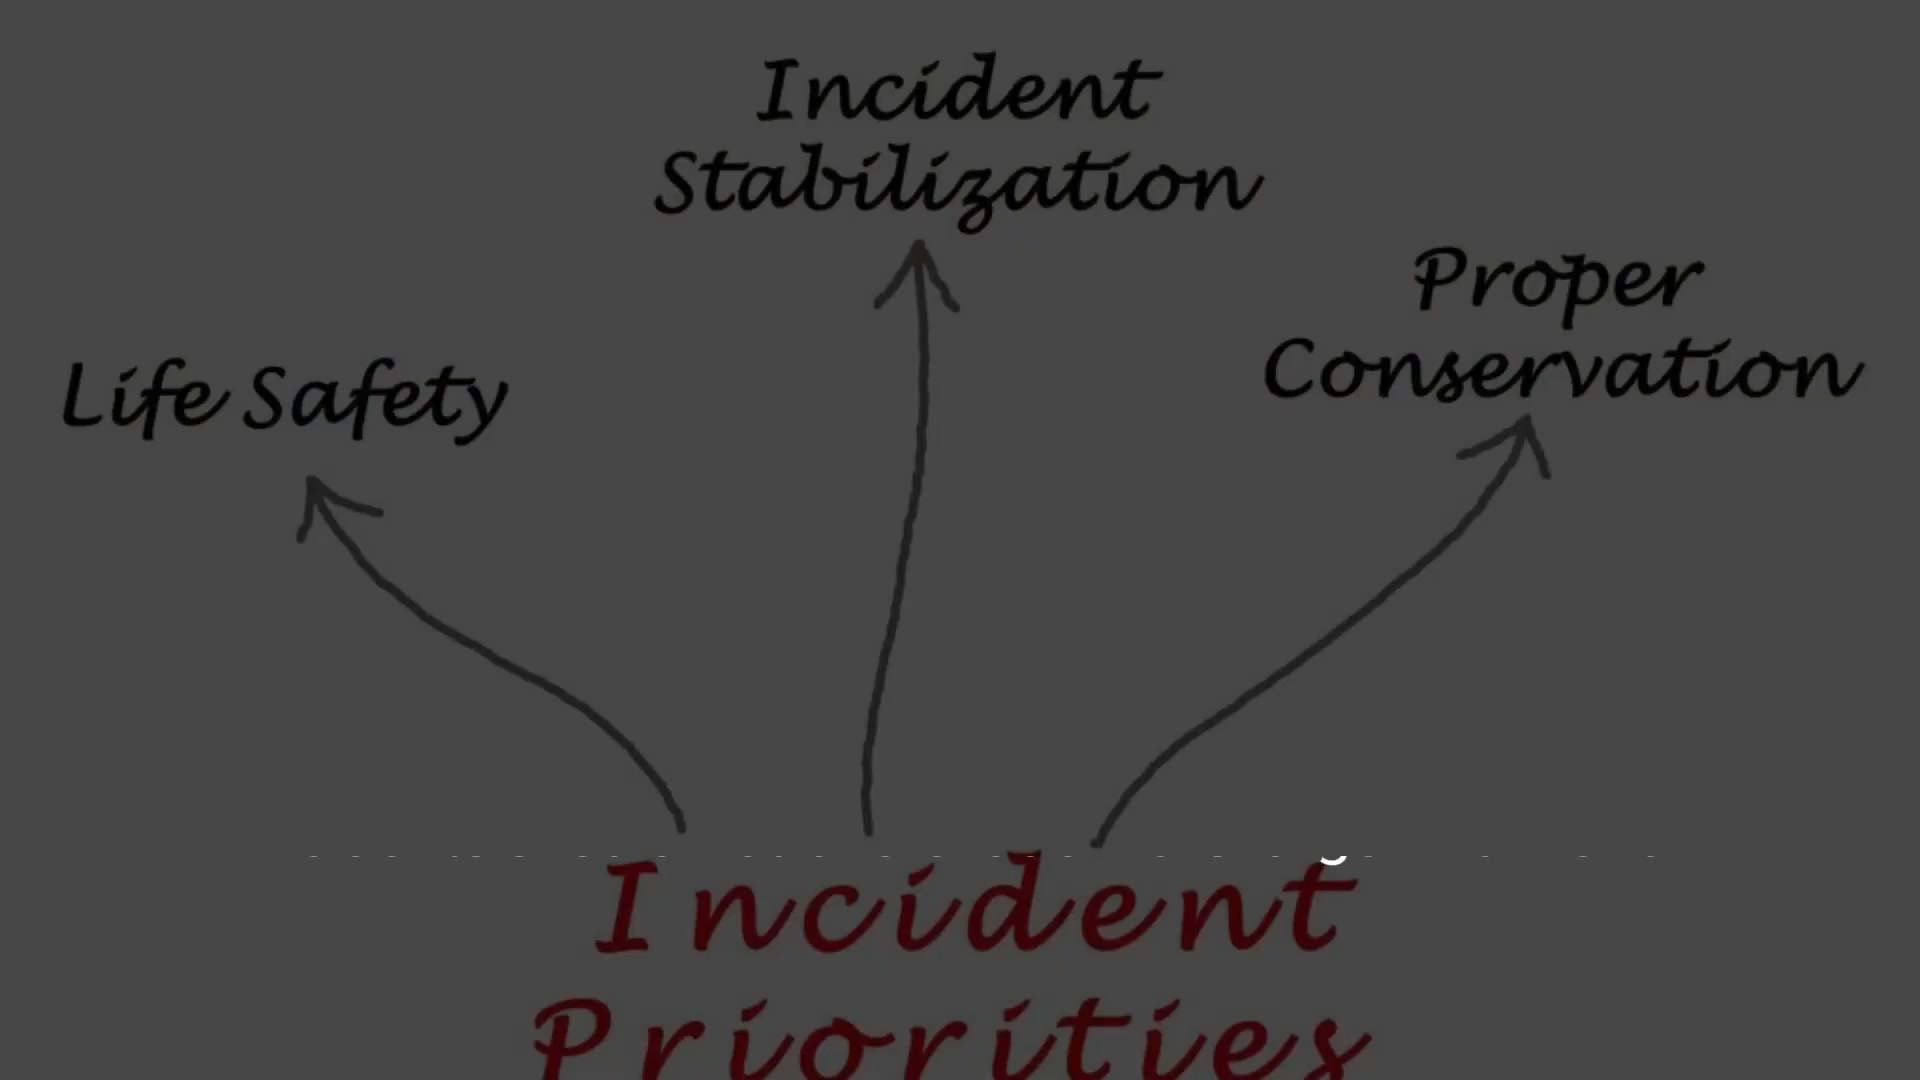 Incident
Stabilization
Proper
Conservation
Life Safety
Incident
Priorities